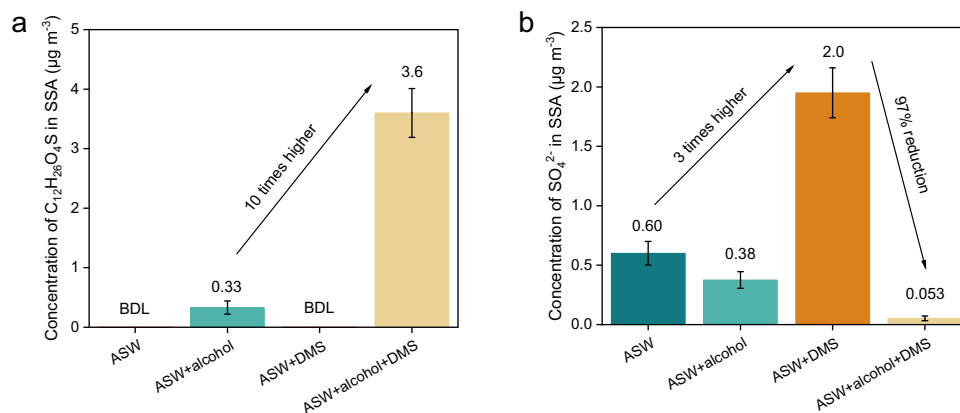 a
Concentration of C₁₂H₂₆O₄S in SSA (µg m⁻³)
5
4
3
2
1
0
BDL
0.33
BDL
3.6
10 times higher
ASW
ASW+alcohol
ASW+DMS
ASW+alcohol+DMS
b
Concentration of SO₄²⁻ in SSA (µg m⁻³)
2.5
2.0
1.5
1.0
0.5
0.0
0.60
0.38
2.0
0.053
3 times higher
97% reduction
ASW
ASW+alcohol
ASW+DMS
ASW+alcohol+DMS